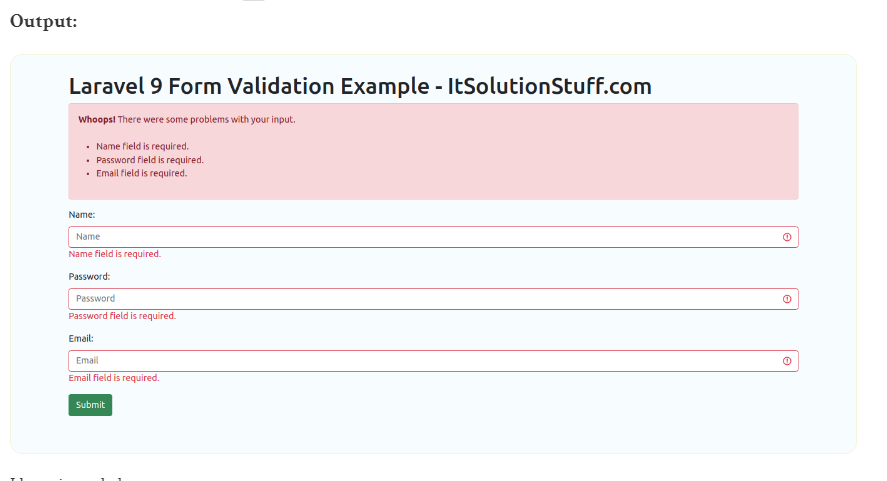 Output:
Laravel 9 Form Validation Example - ItSolutionStuff.com
Whoops! There were some problems with your input.
Name field is required.
Password field is required.
Email field is required.
Name:
Name
Name field is required.
Password:
Password
Password field is required.
Email:
Email
Email field is required.
Submit